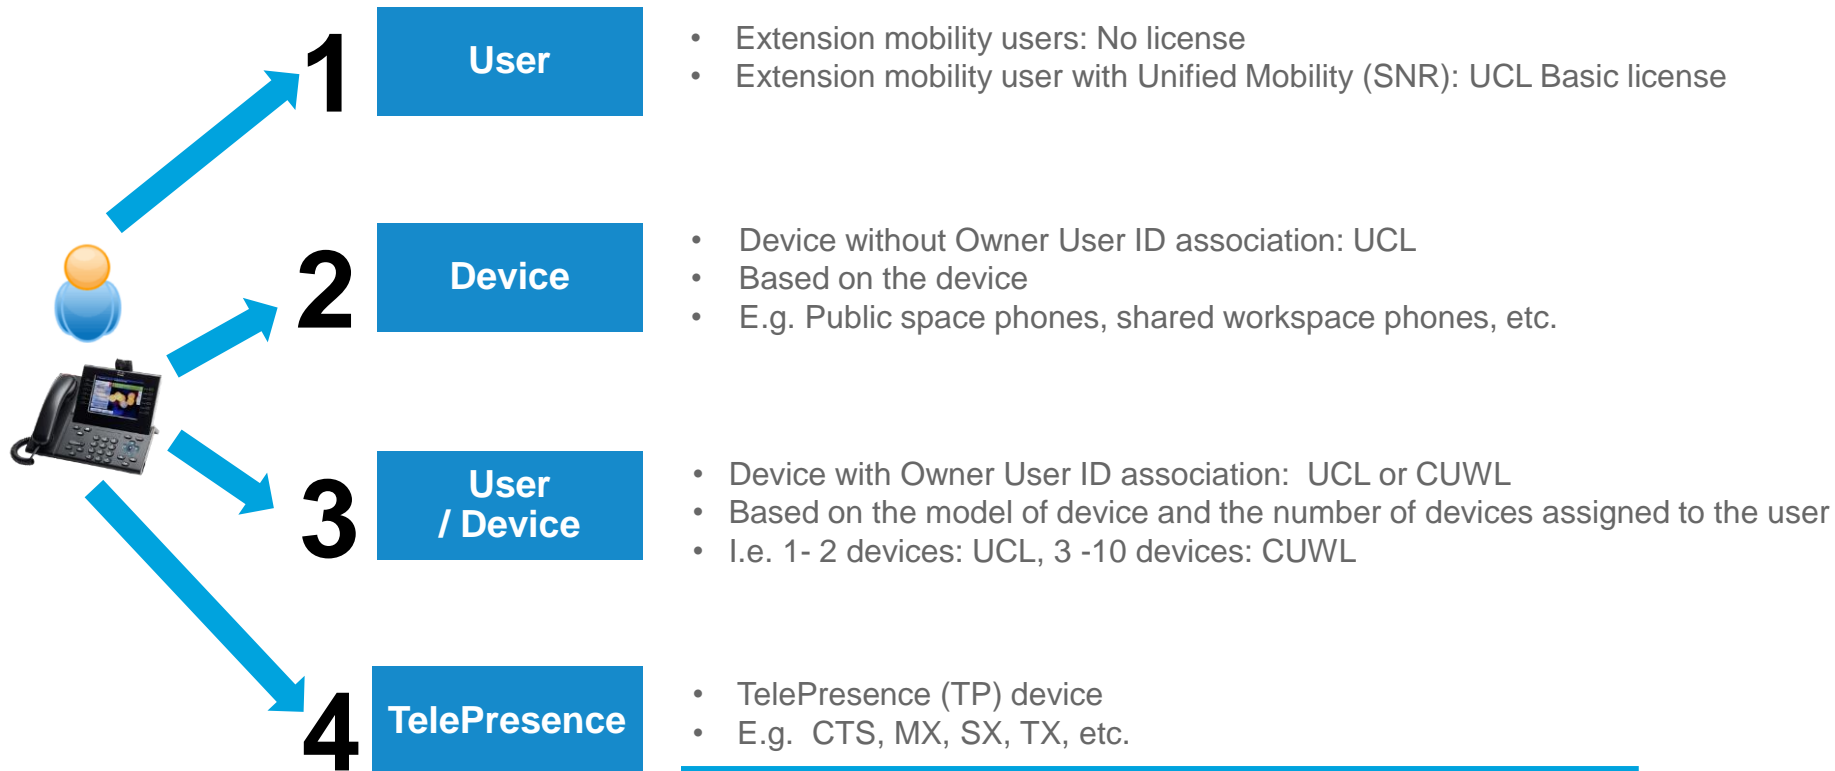 1
User
• Extension mobility users: No license
• Extension mobility user with Unified Mobility (SNR): UCL Basic license
2
Device
• Device without Owner User ID association: UCL
• Based on the device
• E.g. Public space phones, shared workspace phones, etc.
3
User
/ Device
• Device with Owner User ID association: UCL or CUWL
• Based on the model of device and the number of devices assigned to the user
• I.e. 1- 2 devices: UCL, 3 -10 devices: CUWL
4
TelePresence
• TelePresence (TP) device
• E.g. CTS, MX, SX, TX, etc.